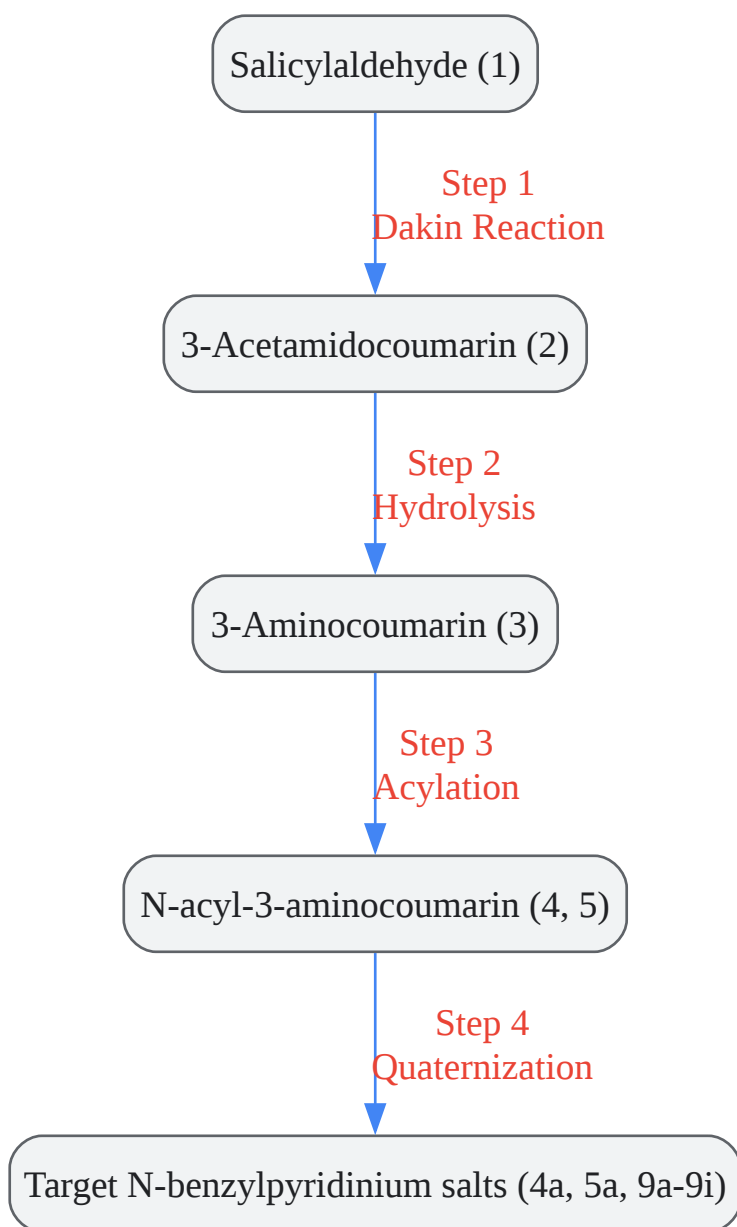 Salicylaldehyde (1)
Step 1
Dakin Reaction
3-Acetamidocoumarin (2)
Step 2
Hydrolysis
3-Aminocoumarin (3)
Step 3
Acylation
N-acyl-3-aminocoumarin (4, 5)
Step 4
Quaternization
Target N-benzylpyridinium salts (4a, 5a, 9a-9i)